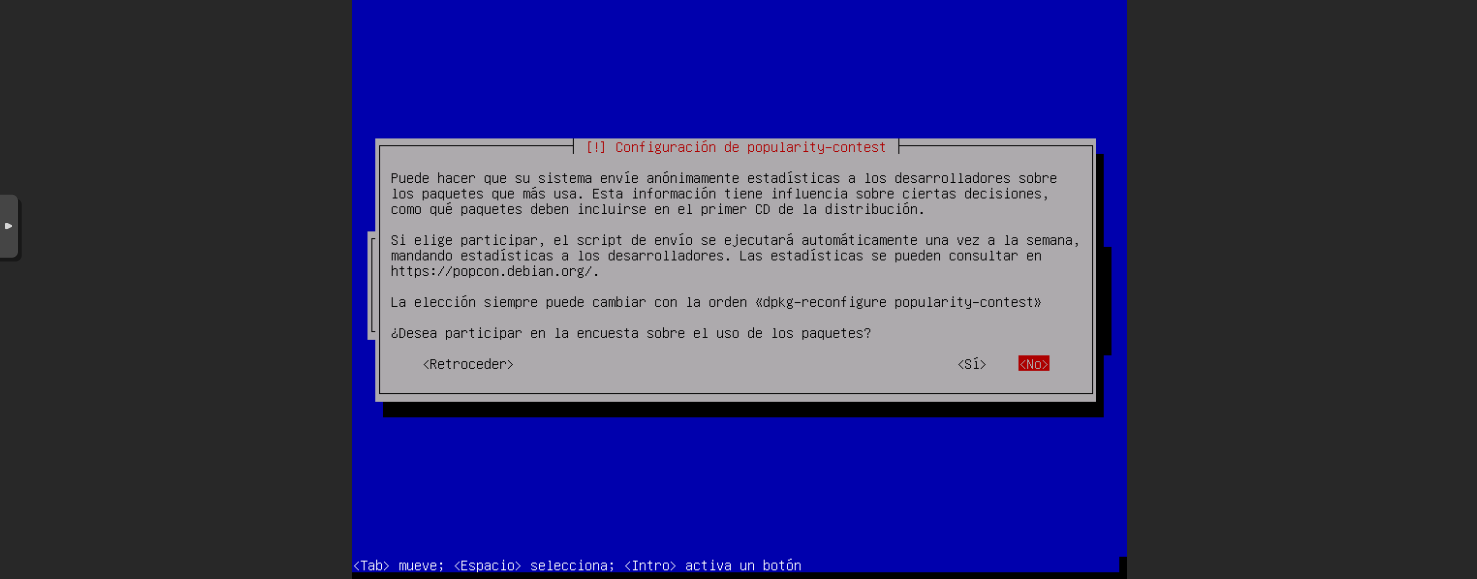 [!] Configuración de popularity-contest
Puede hacer que su sistema envíe anónimamente estadísticas a los desarrolladores sobre
los paquetes que más usa. Esta información tiene influencia sobre ciertas decisiones,
como qué paquetes deben incluirse en el primer CD de la distribución.
Si elige participar, el script de envío se ejecutará automáticamente una vez a la semana,
mandando estadísticas a los desarrolladores. Las estadísticas se pueden consultar en
https://popcon.debian.org/.
La elección siempre puede cambiar con la orden «dpkg-reconfigure popularity-contest»
¿Desea participar en la encuesta sobre el uso de los paquetes?
<Retroceder> <Sí> <No>
<Tab> mueve; <Espacio> selecciona; <Intro> activa un botón